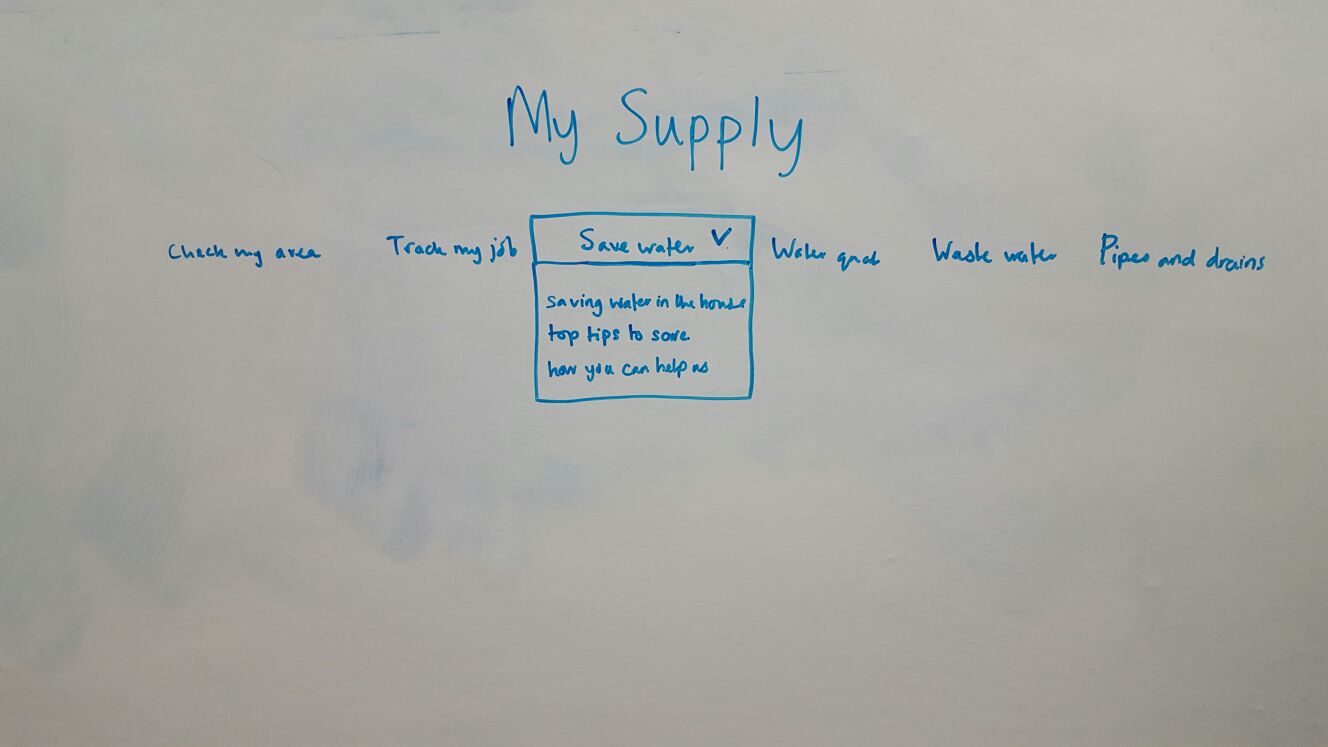 My Supply
Check my area Track my job Save water Water qual Waste water Pipes and drains
saving water in the house
top tips to save
how you can help us